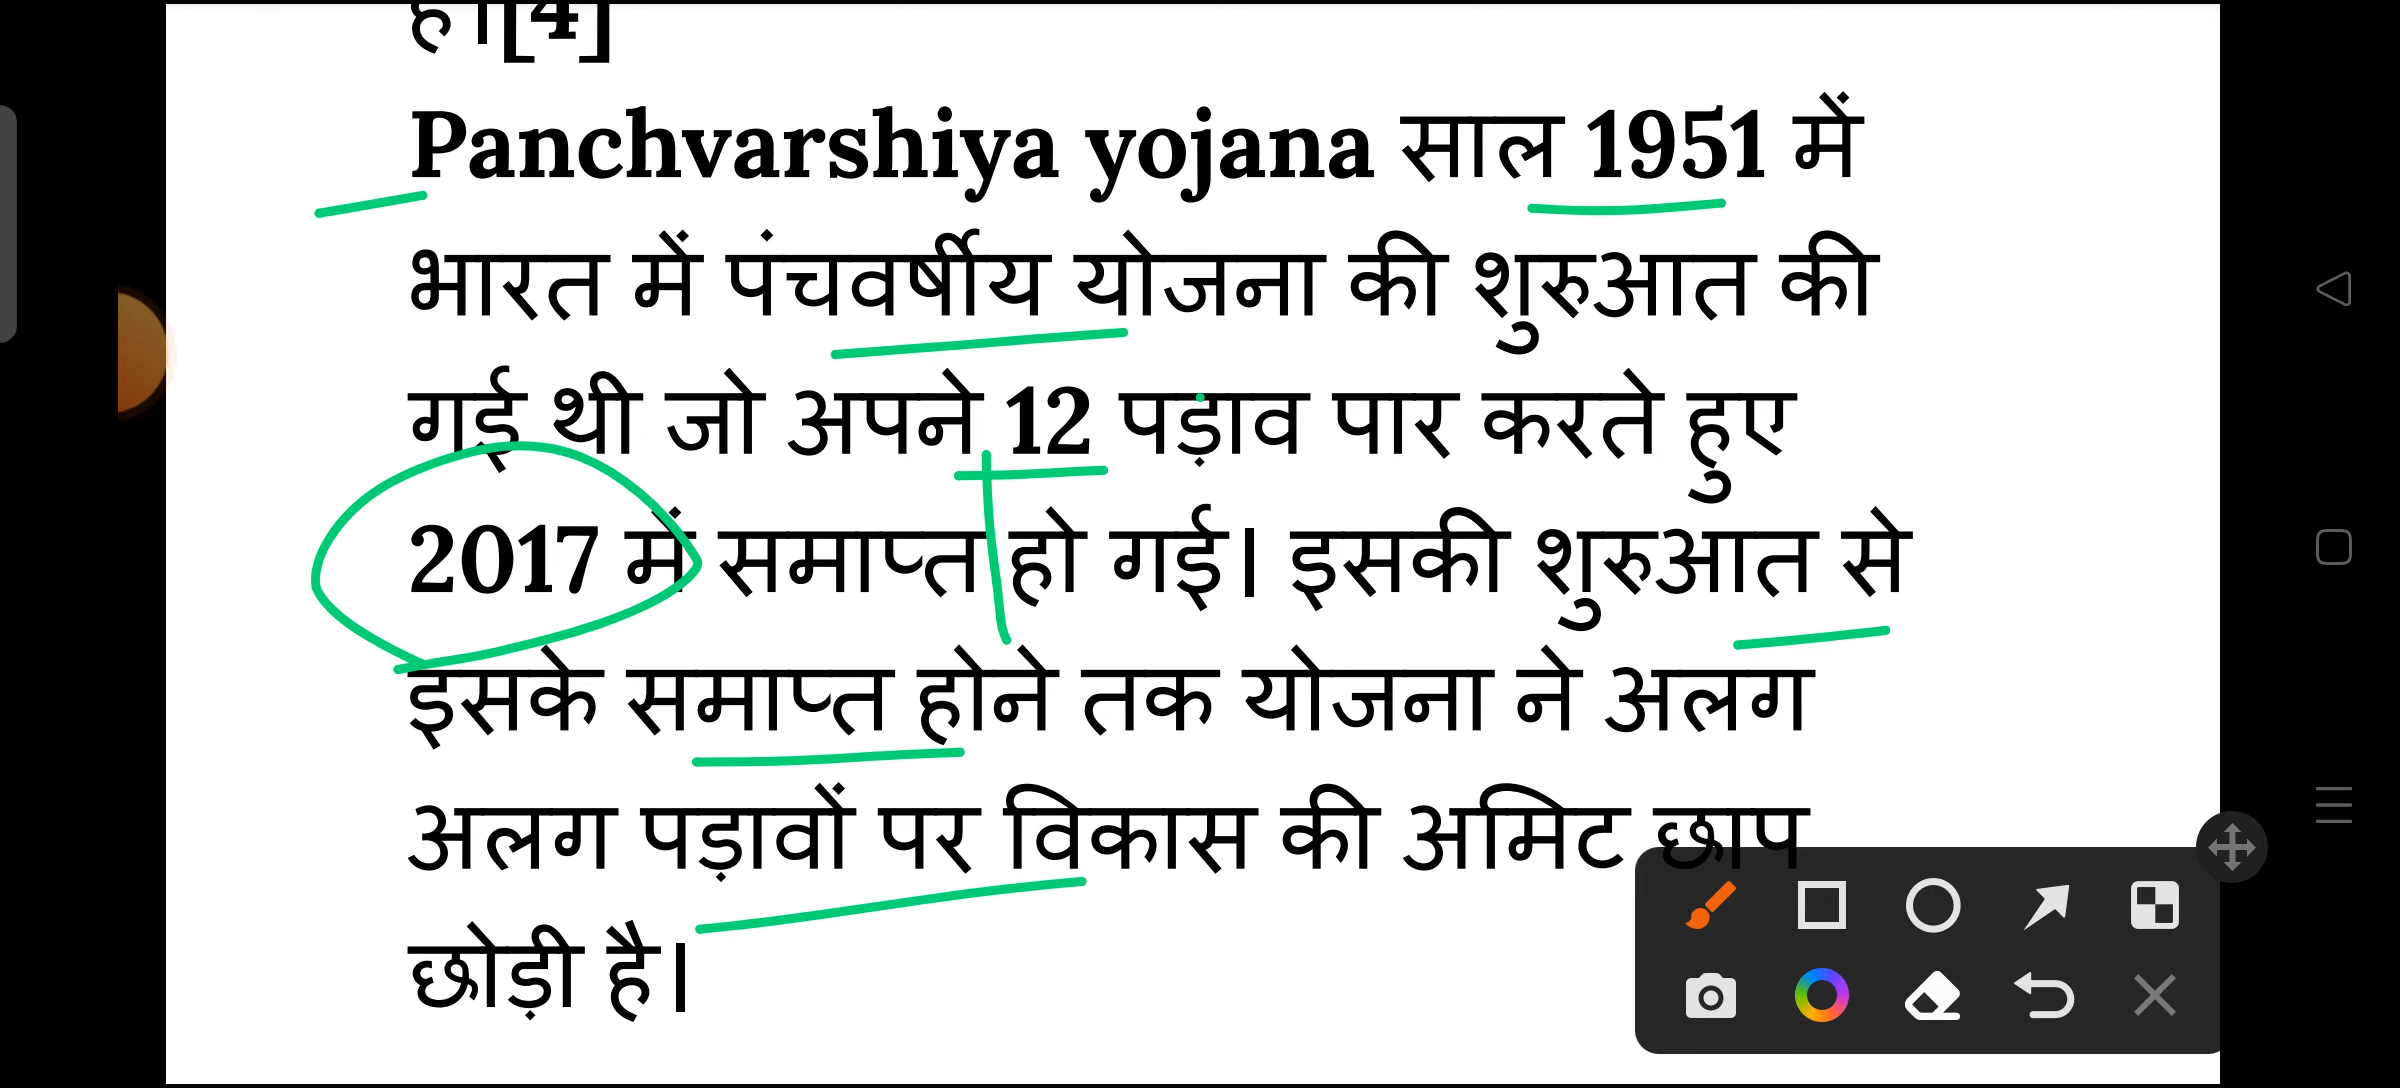 है।[4]
Panchvarshiya yojana साल 1951 में
भारत में पंचवर्षीय योजना की शुरुआत की
गई थी जो अपने 12 पड़ाव पार करते हुए
2017 में समाप्त हो गई। इसकी शुरुआत से
इसके समाप्त होने तक योजना ने अलग
अलग पड़ावों पर विकास की अमिट छाप
छोड़ी है।